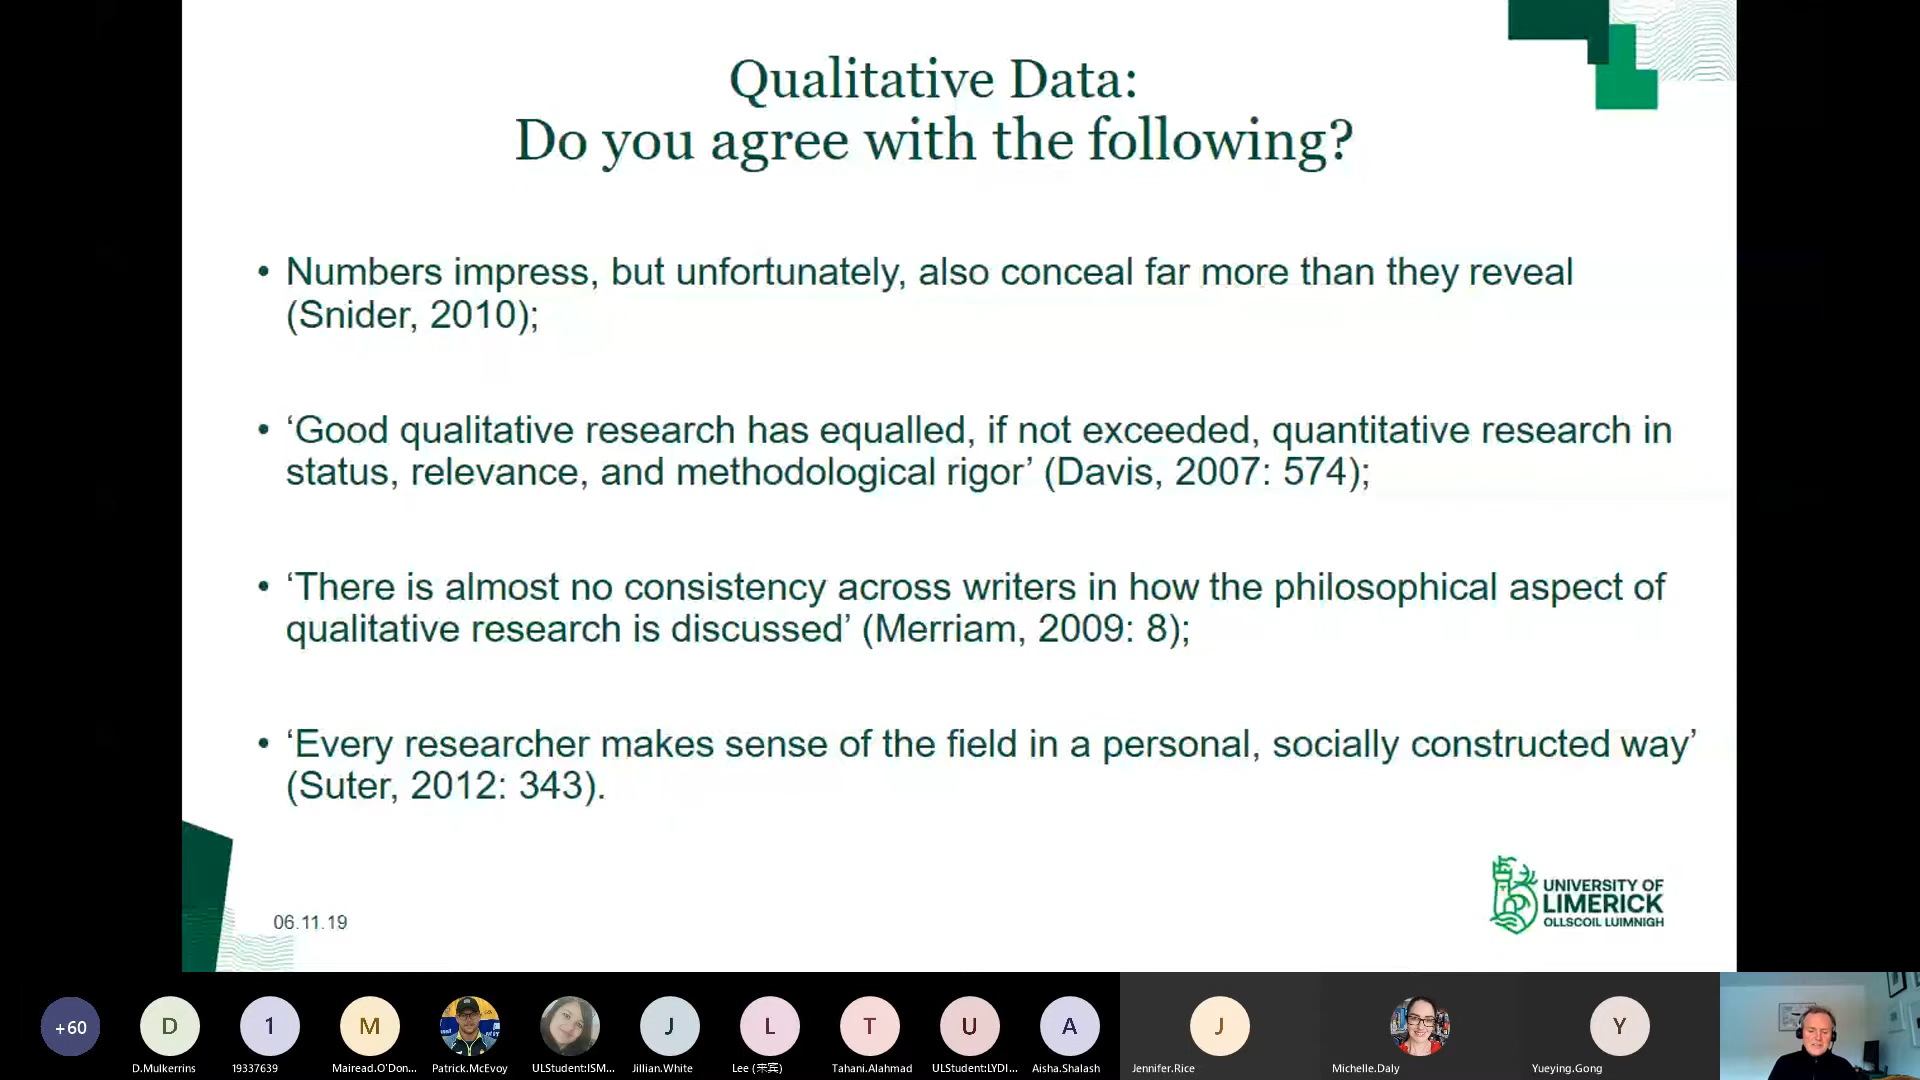 Qualitative Data:
Do you agree with the following?
• Numbers impress, but unfortunately, also conceal far more than they reveal
(Snider, 2010);
• ‘Good qualitative research has equalled, if not exceeded, quantitative research in
status, relevance, and methodological rigor’ (Davis, 2007: 574);
• ‘There is almost no consistency across writers in how the philosophical aspect of
qualitative research is discussed’ (Merriam, 2009: 8);
• ‘Every researcher makes sense of the field in a personal, socially constructed way’
(Suter, 2012: 343).
06.11.19
UNIVERSITY OF
LIMERICK
OLLSCOIL LUIMNIGH
+60
D
1
M
J
L
T
U
A
J
Y
D.Mulkerrins
19337639
Mairead.O'Don...
Patrick.McEvoy
ULStudent:ISM...
Jillian.White
Lee (来宾)
Tahani.Alahmad
ULStudent:LYDI...
Aisha.Shalash
Jennifer.Rice
Michelle.Daly
Yueying.Gong